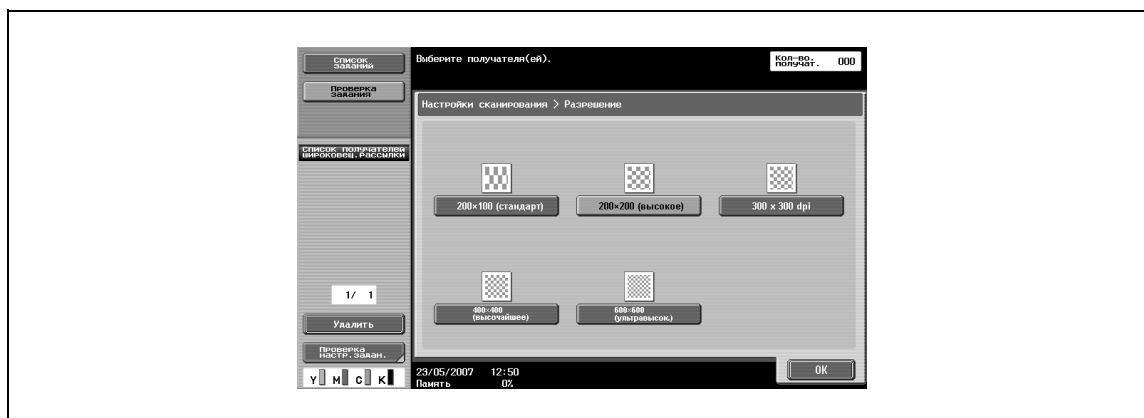 Список
заданий
Проверка
задания
Список получателей
широковещ.рассылки
1/ 1
Удалить
Проверка
настр.задан.
Y M C K
Выберите получателя(ей).
Кол-во.
получат. 000
Настройки сканирования > Разрешение
200×100 (стандарт)
200×200 (высокое)
300 x 300 dpi
400×400
(высочайшее)
600×600
(ультравысок.)
23/05/2007 12:50
Память 0%
OK